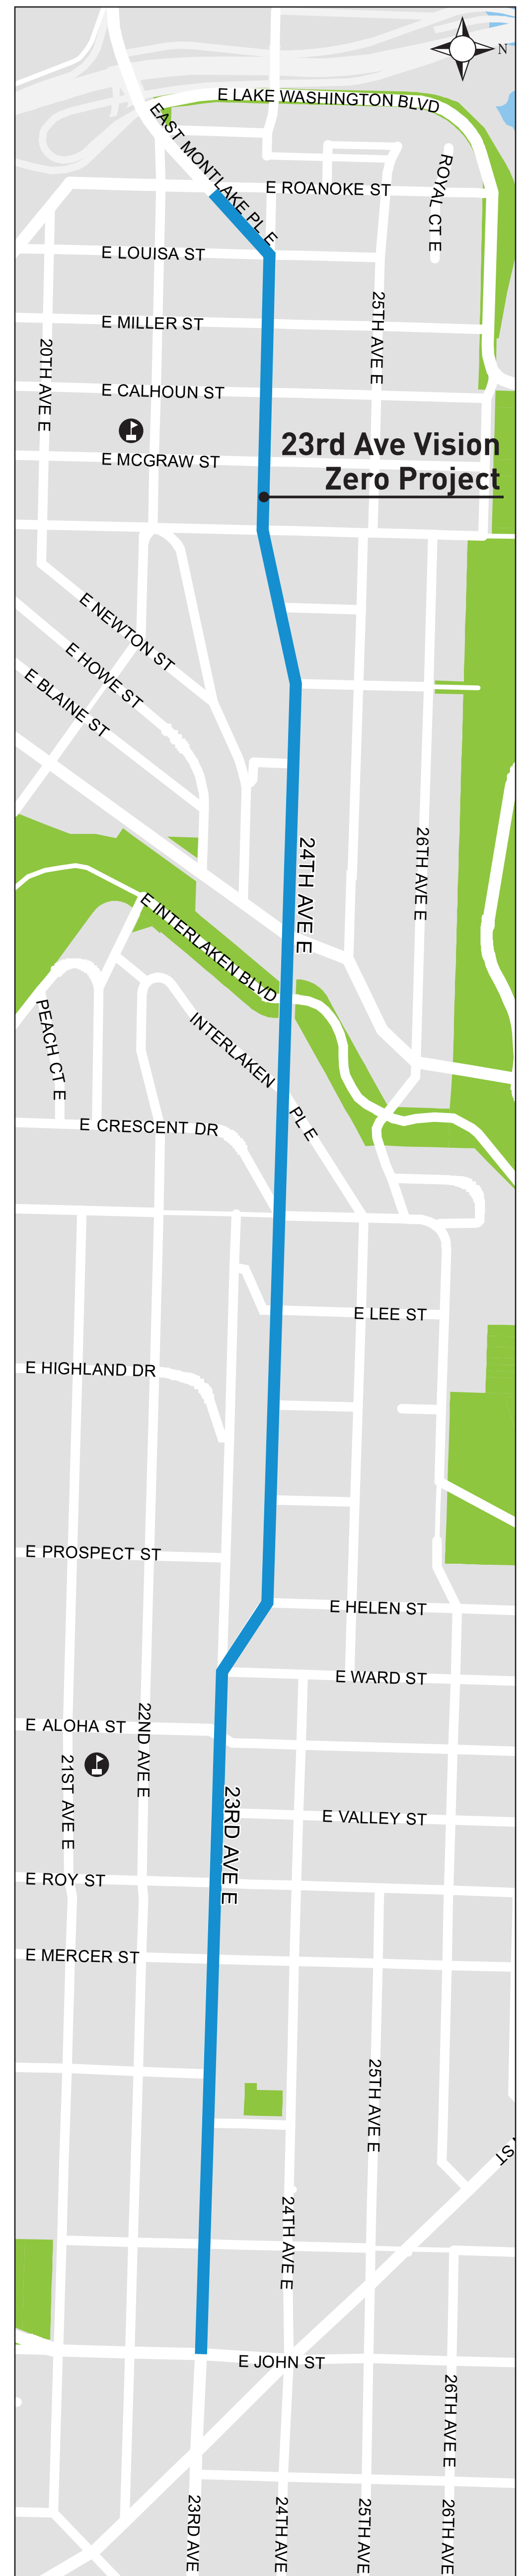 N
E LAKE WASHINGTON BLVD
EAST MONTLAKE PL E
E ROANOKE ST
ROYAL CT E
E LOUISA ST
25TH AVE E
E MILLER ST
20TH AVE E
E CALHOUN ST
23rd Ave Vision
Zero Project
E MCGRAW ST
E NEWTON ST
E HOWE ST
E BLAINE ST
24TH AVE E
26TH AVE E
E INTERLAKEN BLVD
PEACH CT E
INTERLAKEN
PL E
E CRESCENT DR
E LEE ST
E HIGHLAND DR
E PROSPECT ST
E HELEN ST
E WARD ST
E ALOHA ST
22ND AVE E
21ST AVE E
23RD AVE E
E VALLEY ST
E ROY ST
E MERCER ST
25TH AVE E
ST
24TH AVE E
E JOHN ST
26TH AVE E
23RD AVE
24TH AVE
25TH AVE
26TH AVE